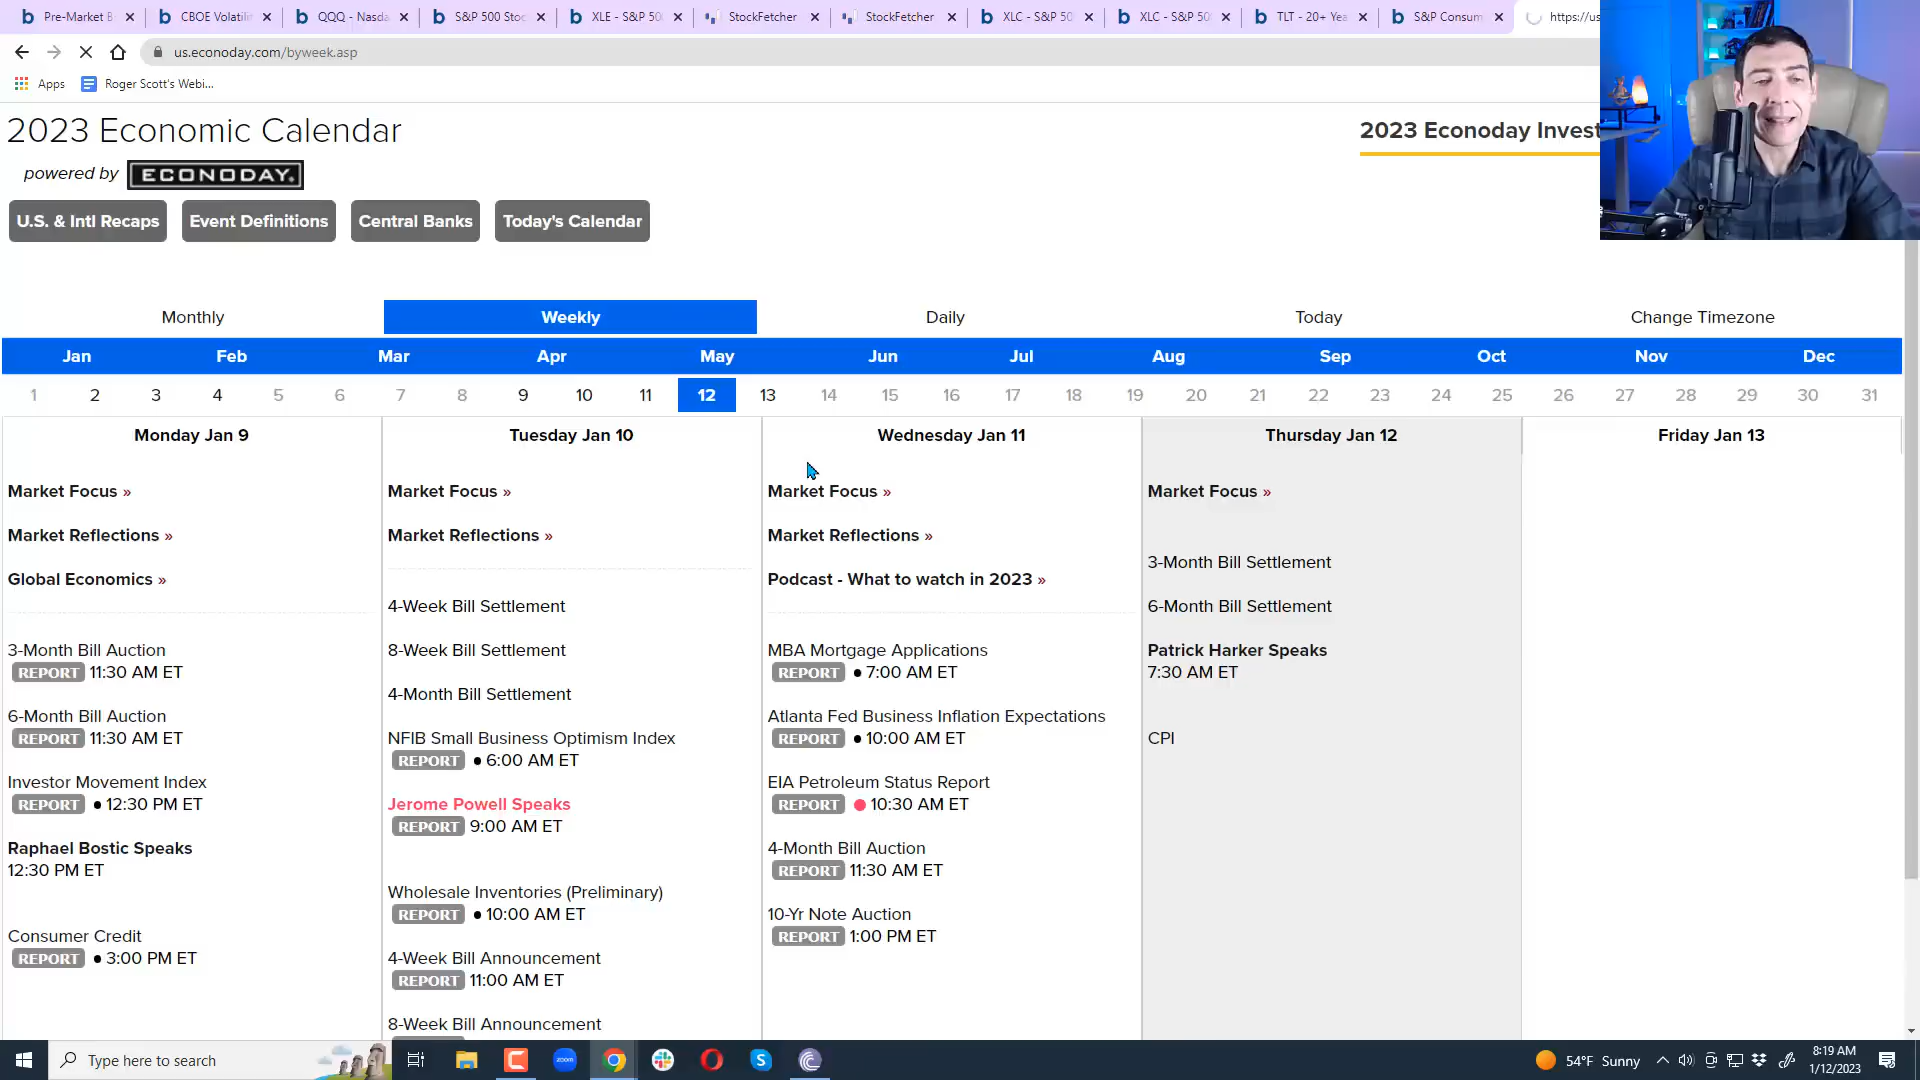 Pre-Market B
CBOE Volatili
QQQ - Nasda
S&P 500 Stoc
XLE - S&P 50
StockFetcher
StockFetcher
XLC - S&P 50
XLC - S&P 50
TLT - 20+ Yea
S&P Consum
https://us
us.econoday.com/byweek.asp
Apps
Roger Scott's Webi...
2023 Economic Calendar
2023 Econoday Invest
powered by ECONODAY.
U.S. & Intl Recaps
Event Definitions
Central Banks
Today's Calendar
Monthly
Weekly
Daily
Today
Change Timezone
Jan Feb Mar Apr May Jun Jul Aug Sep Oct Nov Dec
1 2 3 4 5 6 7 8 9 10 11 12 13 14 15 16 17 18 19 20 21 22 23 24 25 26 27 28 29 30 31
Monday Jan 9
Market Focus »
Market Reflections »
Global Economics »
3-Month Bill Auction
REPORT 11:30 AM ET
6-Month Bill Auction
REPORT 11:30 AM ET
Investor Movement Index
REPORT • 12:30 PM ET
Raphael Bostic Speaks
12:30 PM ET
Consumer Credit
REPORT • 3:00 PM ET
Tuesday Jan 10
Market Focus »
Market Reflections »
4-Week Bill Settlement
8-Week Bill Settlement
4-Month Bill Settlement
NFIB Small Business Optimism Index
REPORT • 6:00 AM ET
Jerome Powell Speaks
REPORT 9:00 AM ET
Wholesale Inventories (Preliminary)
REPORT • 10:00 AM ET
4-Week Bill Announcement
REPORT 11:00 AM ET
8-Week Bill Announcement
Wednesday Jan 11
Market Focus »
Market Reflections »
Podcast - What to watch in 2023 »
MBA Mortgage Applications
REPORT • 7:00 AM ET
Atlanta Fed Business Inflation Expectations
REPORT • 10:00 AM ET
EIA Petroleum Status Report
REPORT • 10:30 AM ET
4-Month Bill Auction
REPORT 11:30 AM ET
10-Yr Note Auction
REPORT 1:00 PM ET
Thursday Jan 12
Market Focus »
3-Month Bill Settlement
6-Month Bill Settlement
Patrick Harker Speaks
7:30 AM ET
CPI
Friday Jan 13
Type here to search
zoom
54°F Sunny
8:19 AM
1/12/2023